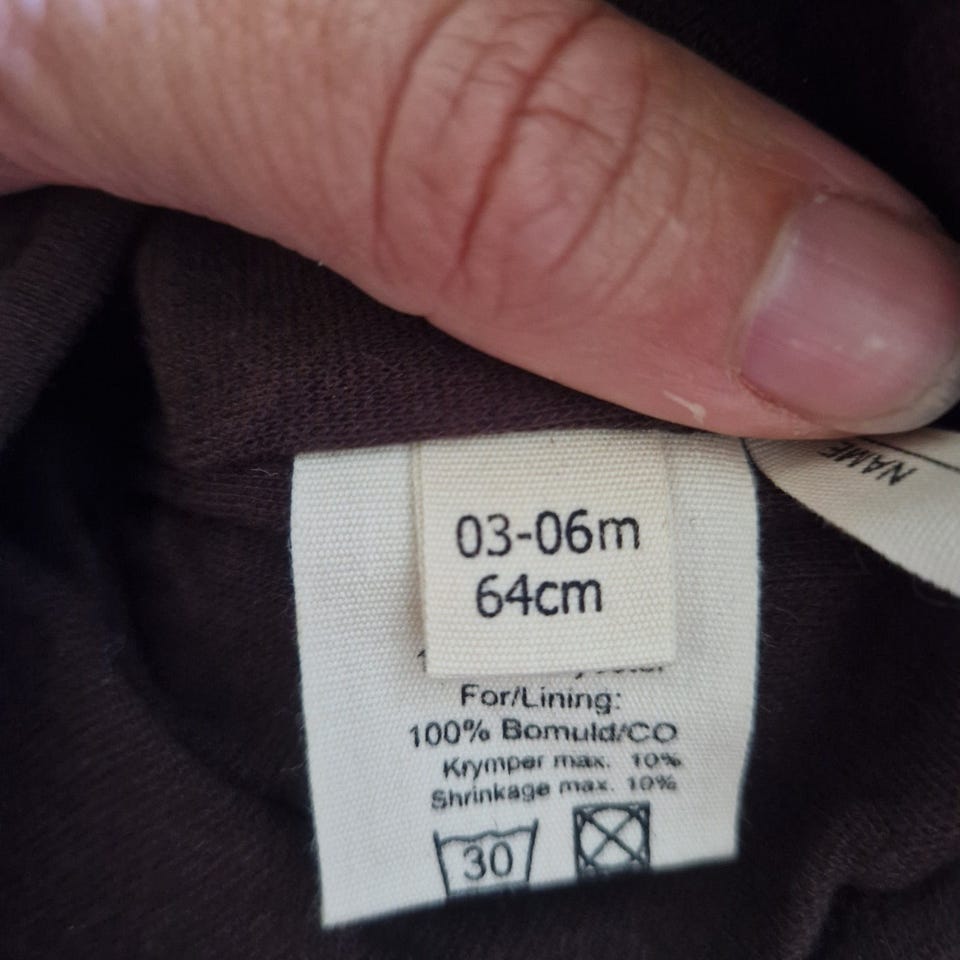 03-06m
64cm
For/Lining:
100% Bomuld/CO
Krymper max. 10%
Shrinkage max. 10%
30
NAME